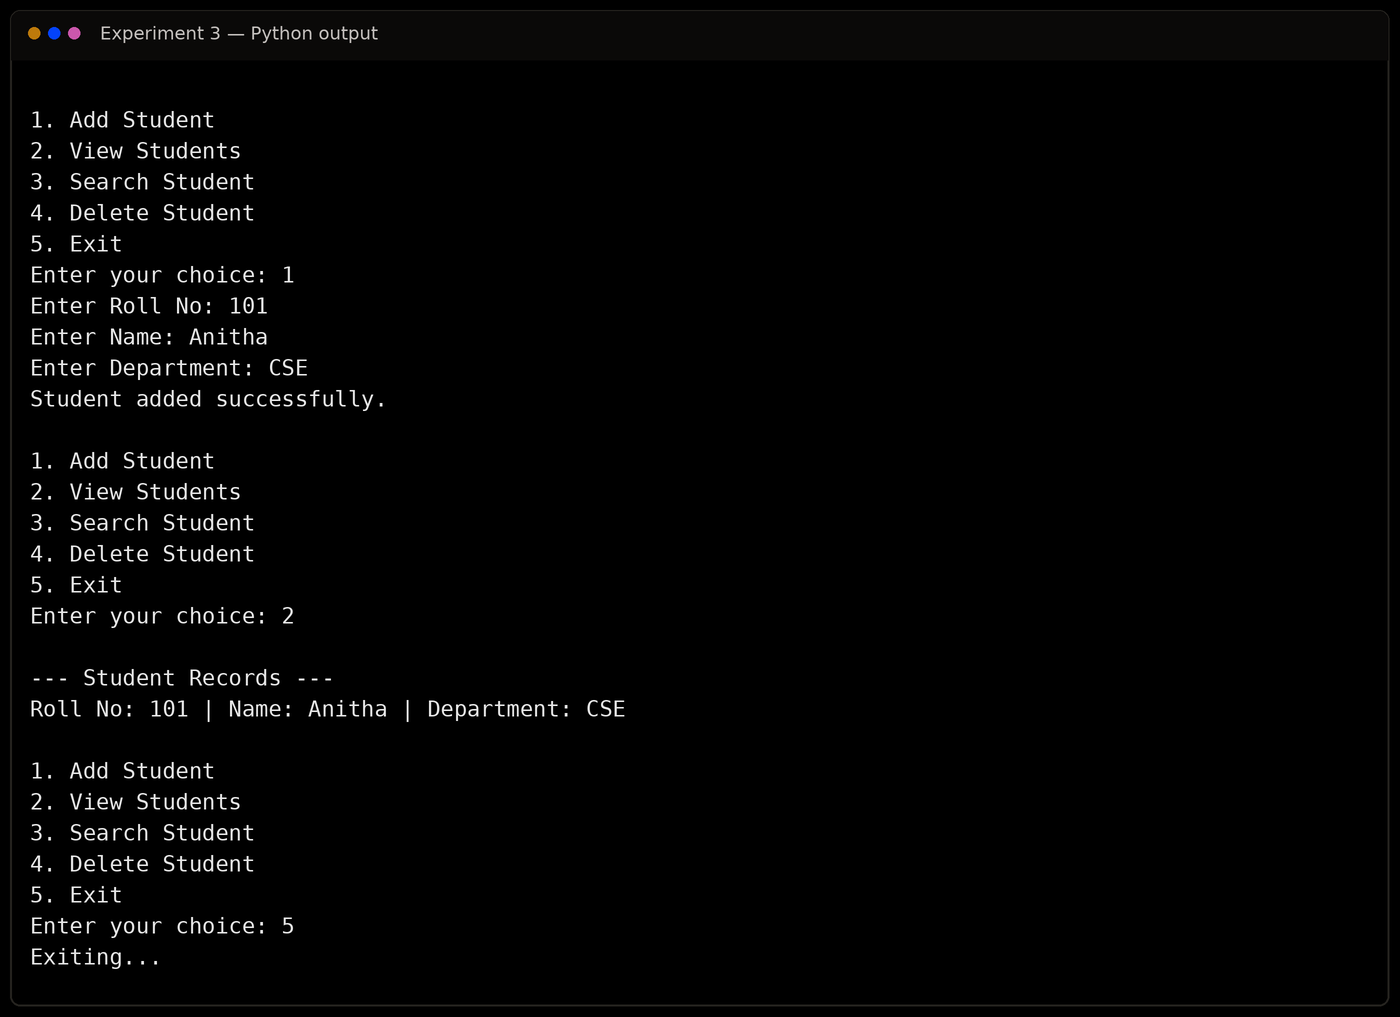 Experiment 3 — Python output
1. Add Student
2. View Students
3. Search Student
4. Delete Student
5. Exit
Enter your choice: 1
Enter Roll No: 101
Enter Name: Anitha
Enter Department: CSE
Student added successfully.
1. Add Student
2. View Students
3. Search Student
4. Delete Student
5. Exit
Enter your choice: 2
--- Student Records ---
Roll No: 101 | Name: Anitha | Department: CSE
1. Add Student
2. View Students
3. Search Student
4. Delete Student
5. Exit
Enter your choice: 5
Exiting...